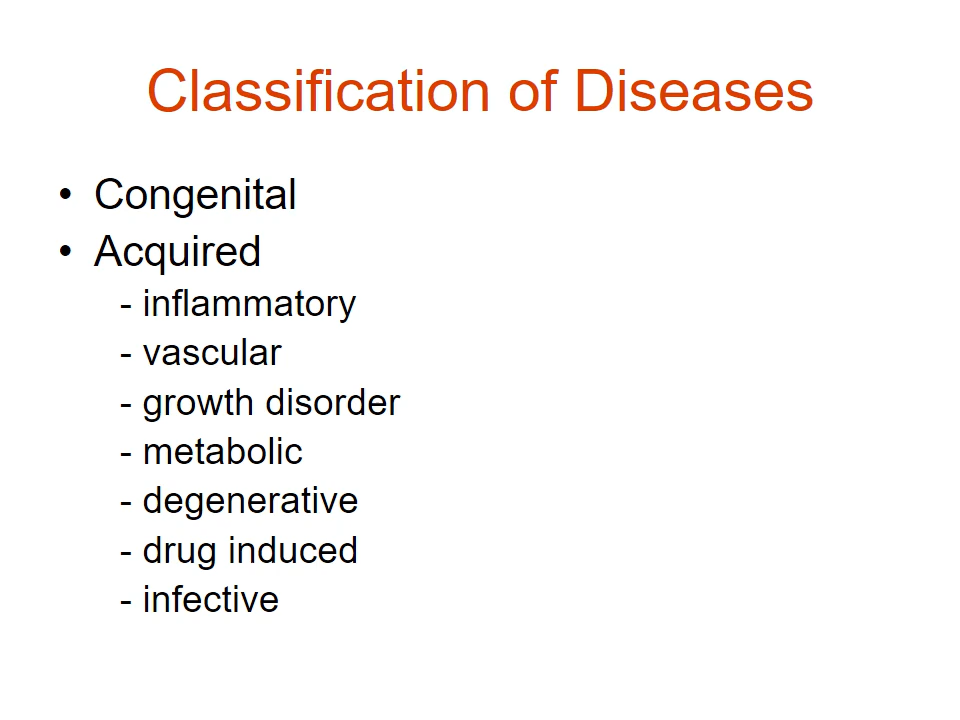 Classification of Diseases
• Congenital
• Acquired
- inflammatory
- vascular
- growth disorder
- metabolic
- degenerative
- drug induced
- infective